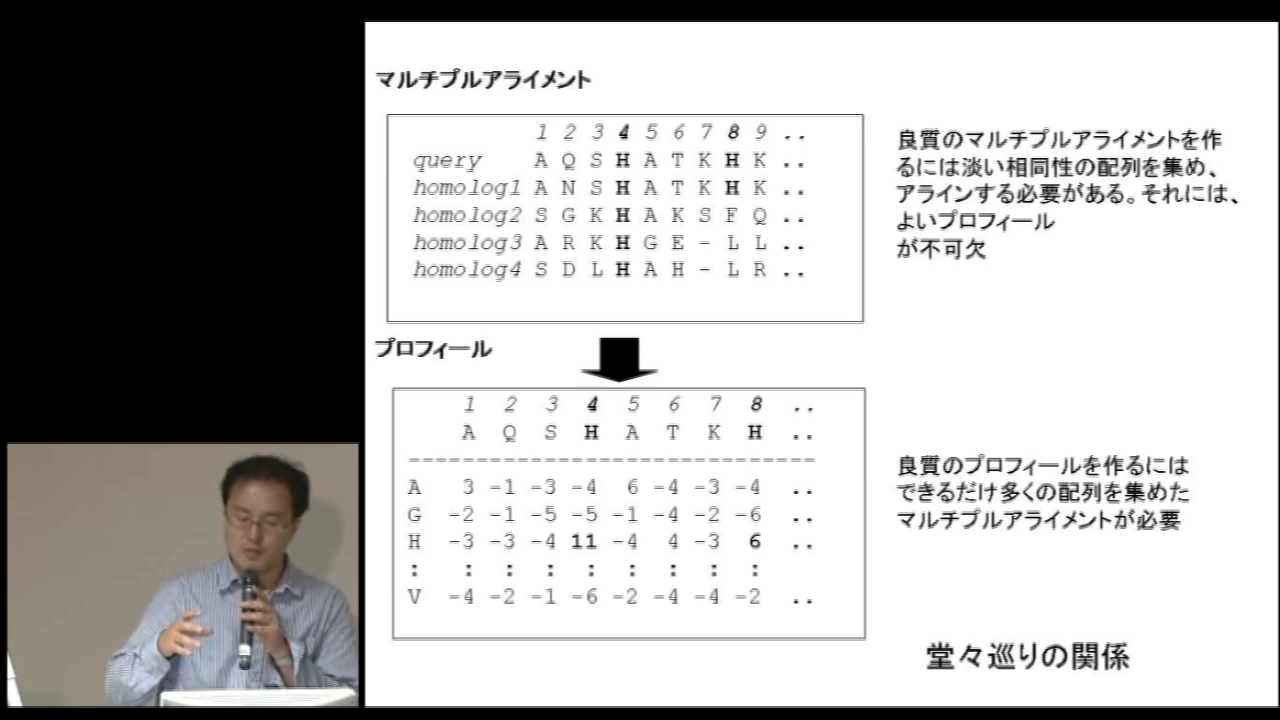 マルチプルアライメント
1 2 3 4 5 6 7 8 9 ..
query A Q S H A T K H K ..
homolog1 A N S H A T K H K ..
homolog2 S G K H A K S F Q ..
homolog3 A R K H G E - L L ..
homolog4 S D L H A H - L R ..
良質のマルチプルアライメントを作
るには淡い相同性の配列を集め、
アラインする必要がある。それには、
よいプロフィール
が不可欠
プロフィール
1 2 3 4 5 6 7 8 ..
A Q S H A T K H ..
------------------------------
A 3 -1 -3 -4 6 -4 -3 -4 ..
G -2 -1 -5 -5 -1 -4 -2 -6 ..
H -3 -3 -4 11 -4 4 -3 6 ..
: : : : : : : : :
V -4 -2 -1 -6 -2 -4 -4 -2 ..
良質のプロフィールを作るには
できるだけ多くの配列を集めた
マルチプルアライメントが必要
堂々巡りの関係